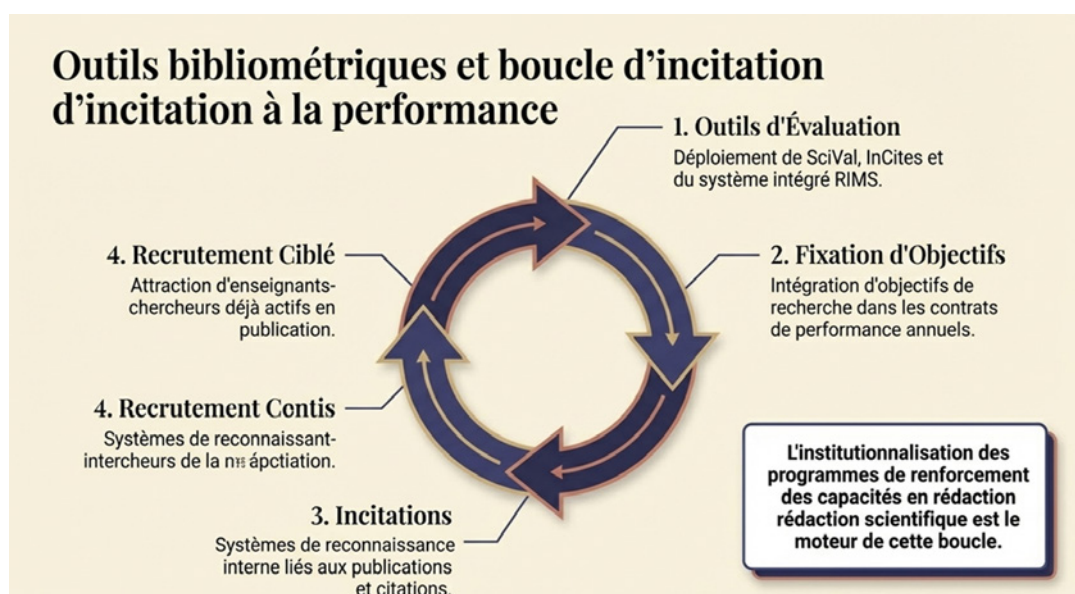 Outils bibliométriques et boucle d'incitation
d'incitation à la performance
1. Outils d'Évaluation
Déploiement de SciVal, InCites et
du système intégré RIMS.
2. Fixation d'Objectifs
Intégration d'objectifs de
recherche dans les contrats
de performance annuels.
4. Recrutement Ciblé
Attraction d'enseignants-
chercheurs déjà actifs en
publication.
4. Recrutement Contis
Systèmes de reconnaissant-
intercheurs de la ápctiation.
3. Incitations
Systèmes de reconnaissance
interne liés aux publications
et citations.
L'institutionnalisation des
programmes de renforcement
des capacités en rédaction
rédaction scientifique est le
moteur de cette boucle.